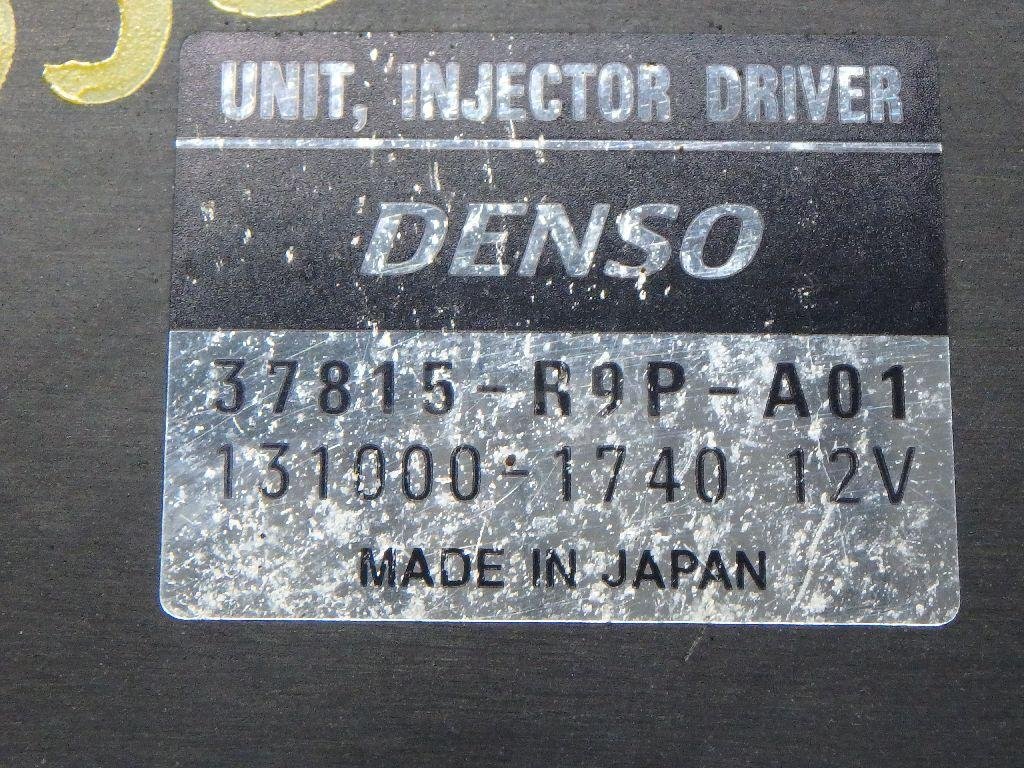 UNIT, INJECTOR DRIVER
DENSO
37815-R9P-A01
131000-1740 12V
MADE IN JAPAN